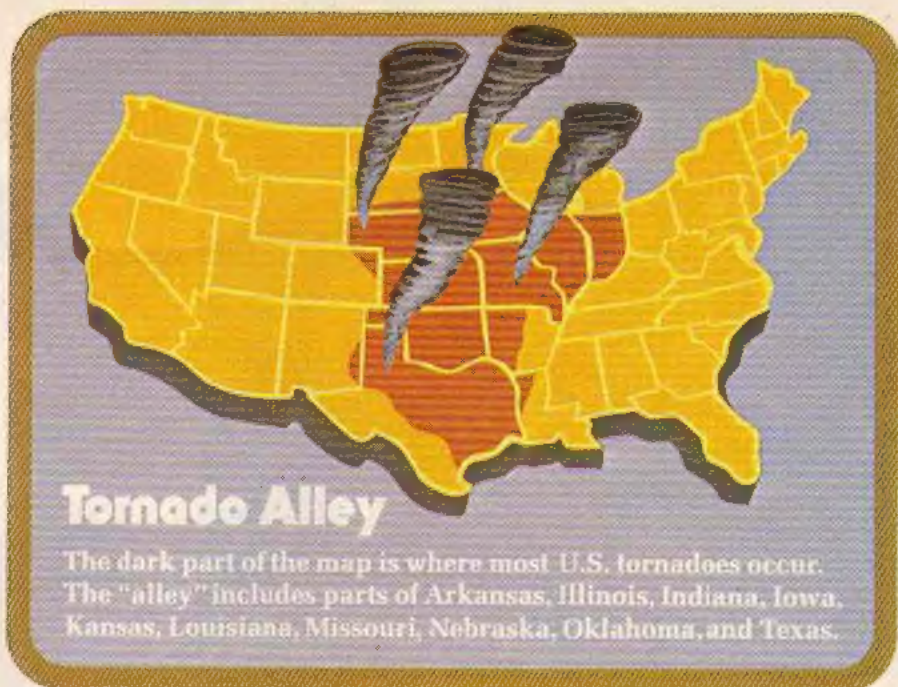 Tornado Alley
The dark part of the map is where most U.S. tornadoes occur.
The "alley" includes parts of Arkansas, Illinois, Indiana, Iowa,
Kansas, Louisiana, Missouri, Nebraska, Oklahoma, and Texas.